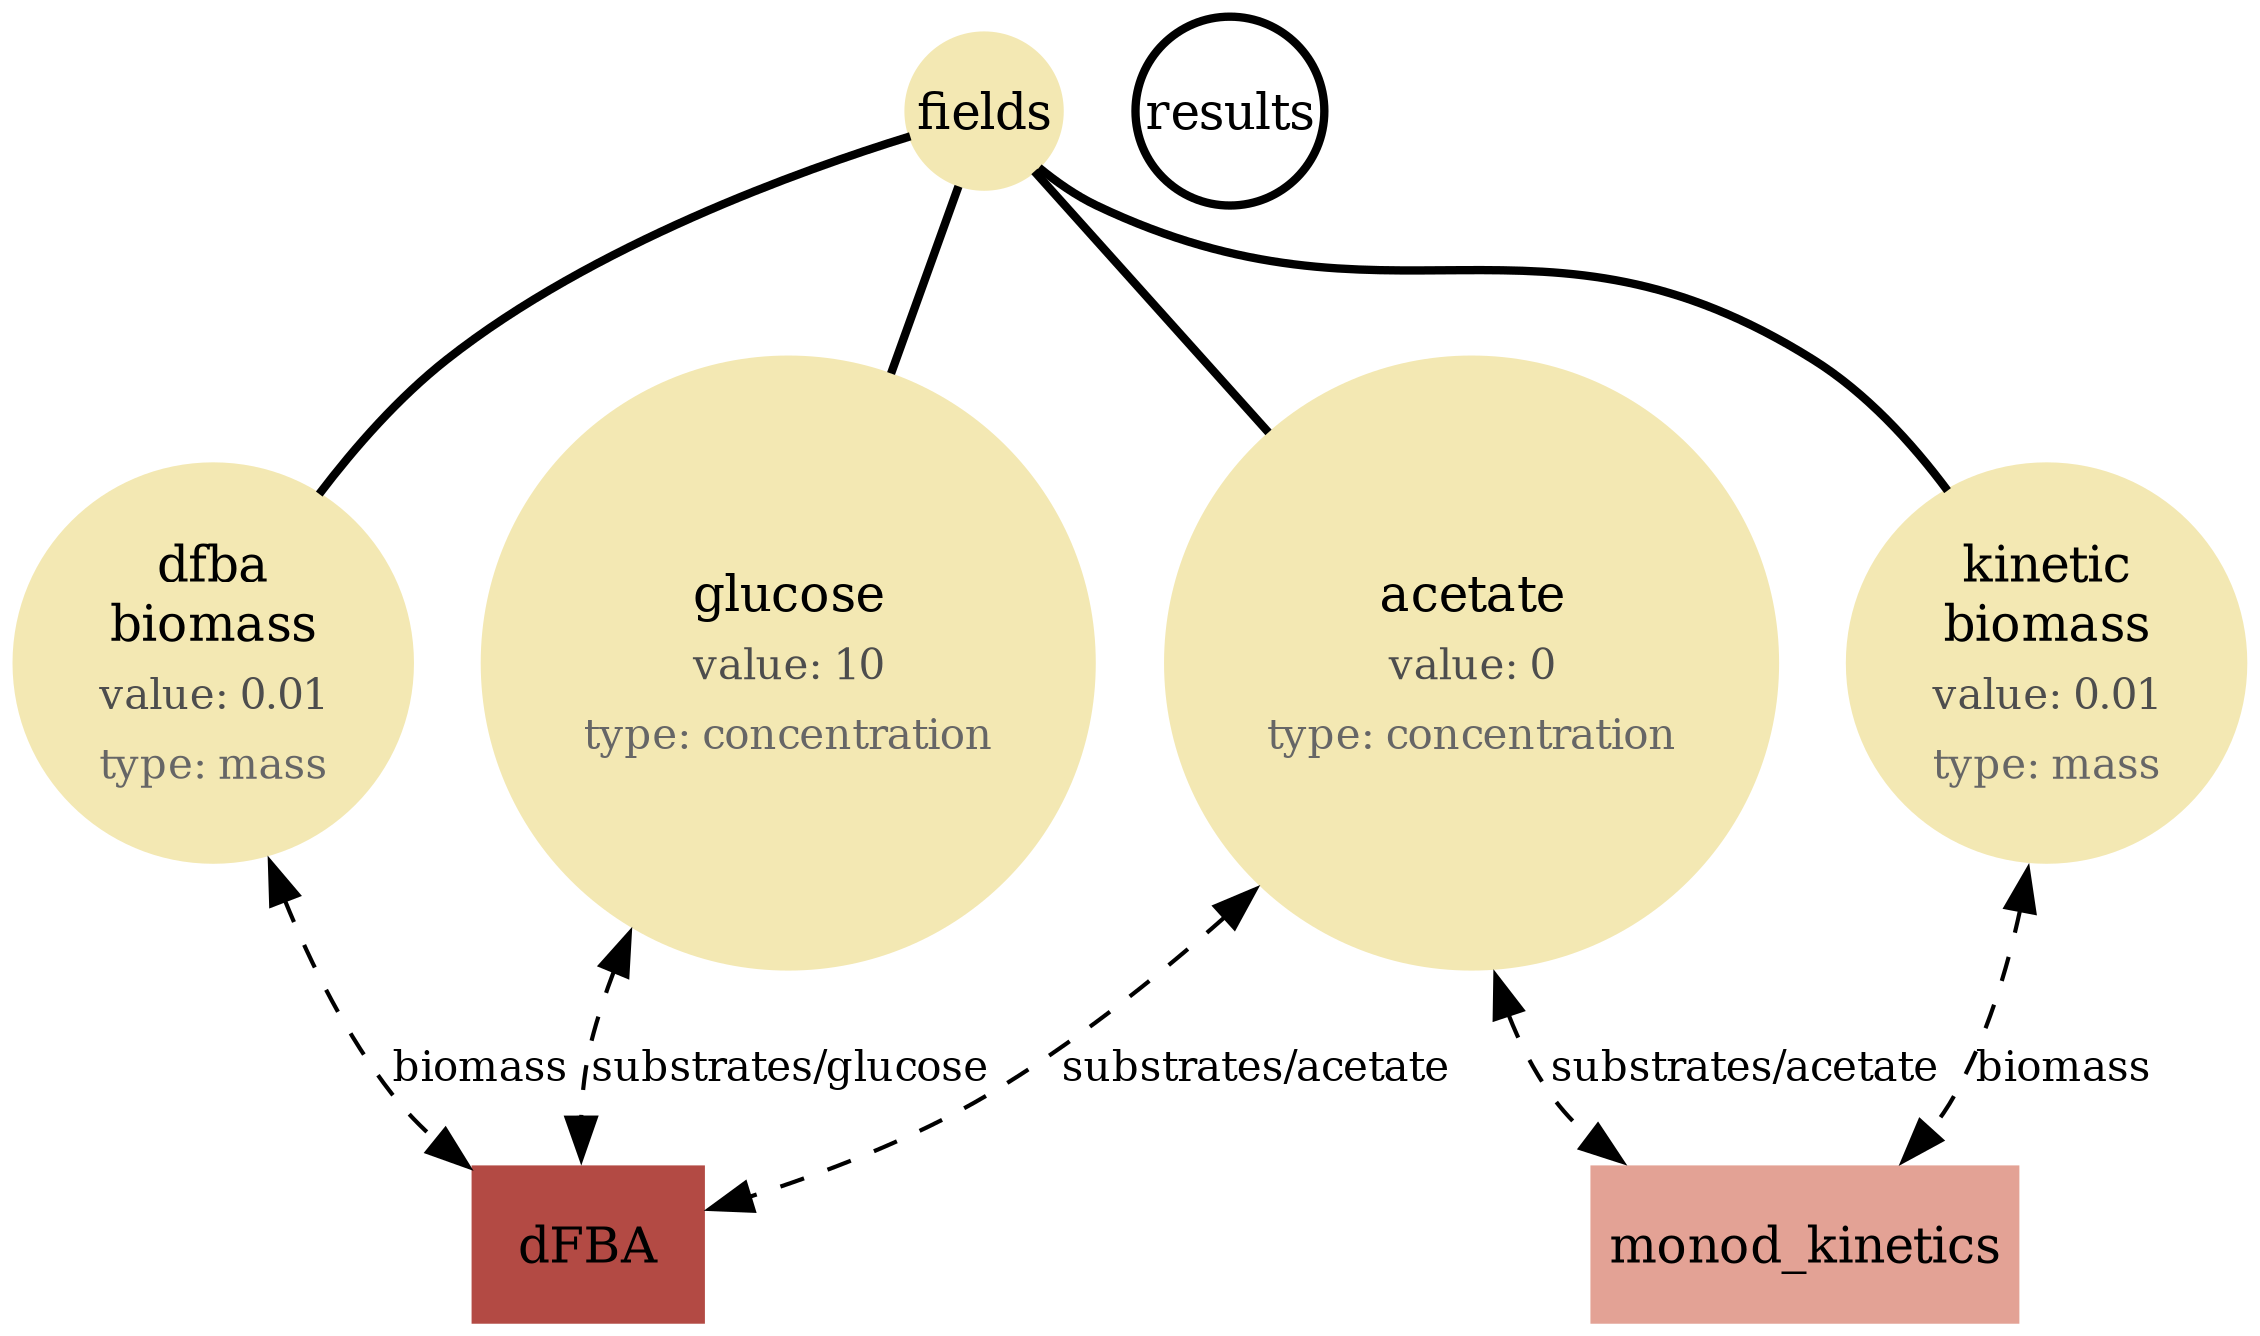 fields
results
dfba
biomass
value: 0.01
type: mass
glucose
value: 10
type: concentration
acetate
value: 0
type: concentration
kinetic
biomass
value: 0.01
type: mass
biomass
substrates/glucose
substrates/acetate
substrates/acetate
biomass
dFBA
monod_kinetics